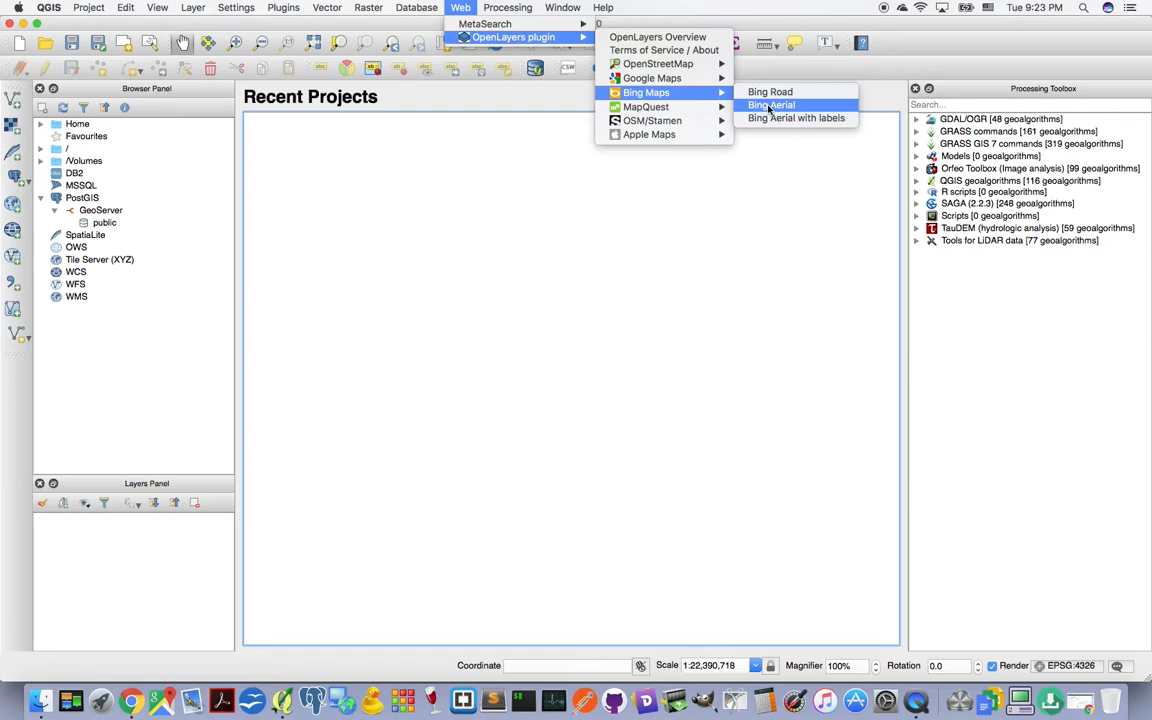 QGIS Project Edit View Layer Settings Plugins Vector Raster Database Web Processing Window Help Tue 9:23 PM
MetaSearch
OpenLayers plugin
OpenLayers Overview
Terms of Service / About
OpenStreetMap
Google Maps
Bing Maps
MapQuest
OSM/Stamen
Apple Maps
Bing Road
Bing Aerial
Bing Aerial with labels
Browser Panel
Home
Favourites
/
/Volumes
DB2
MSSQL
PostGIS
GeoServer
public
SpatiaLite
OWS
Tile Server (XYZ)
WCS
WFS
WMS
Layers Panel
Recent Projects
Processing Toolbox
Search...
GDAL/OGR [48 geoalgorithms]
GRASS commands [161 geoalgorithms]
GRASS GIS 7 commands [319 geoalgorithms]
Models [0 geoalgorithms]
Orfeo Toolbox (Image analysis) [99 geoalgorithms]
QGIS geoalgorithms [116 geoalgorithms]
R scripts [0 geoalgorithms]
SAGA (2.2.3) [248 geoalgorithms]
Scripts [0 geoalgorithms]
TauDEM (hydrologic analysis) [59 geoalgorithms]
Tools for LiDAR data [77 geoalgorithms]
Coordinate Scale 1:22,390,718 Magnifier 100% Rotation 0.0 Render EPSG:4326